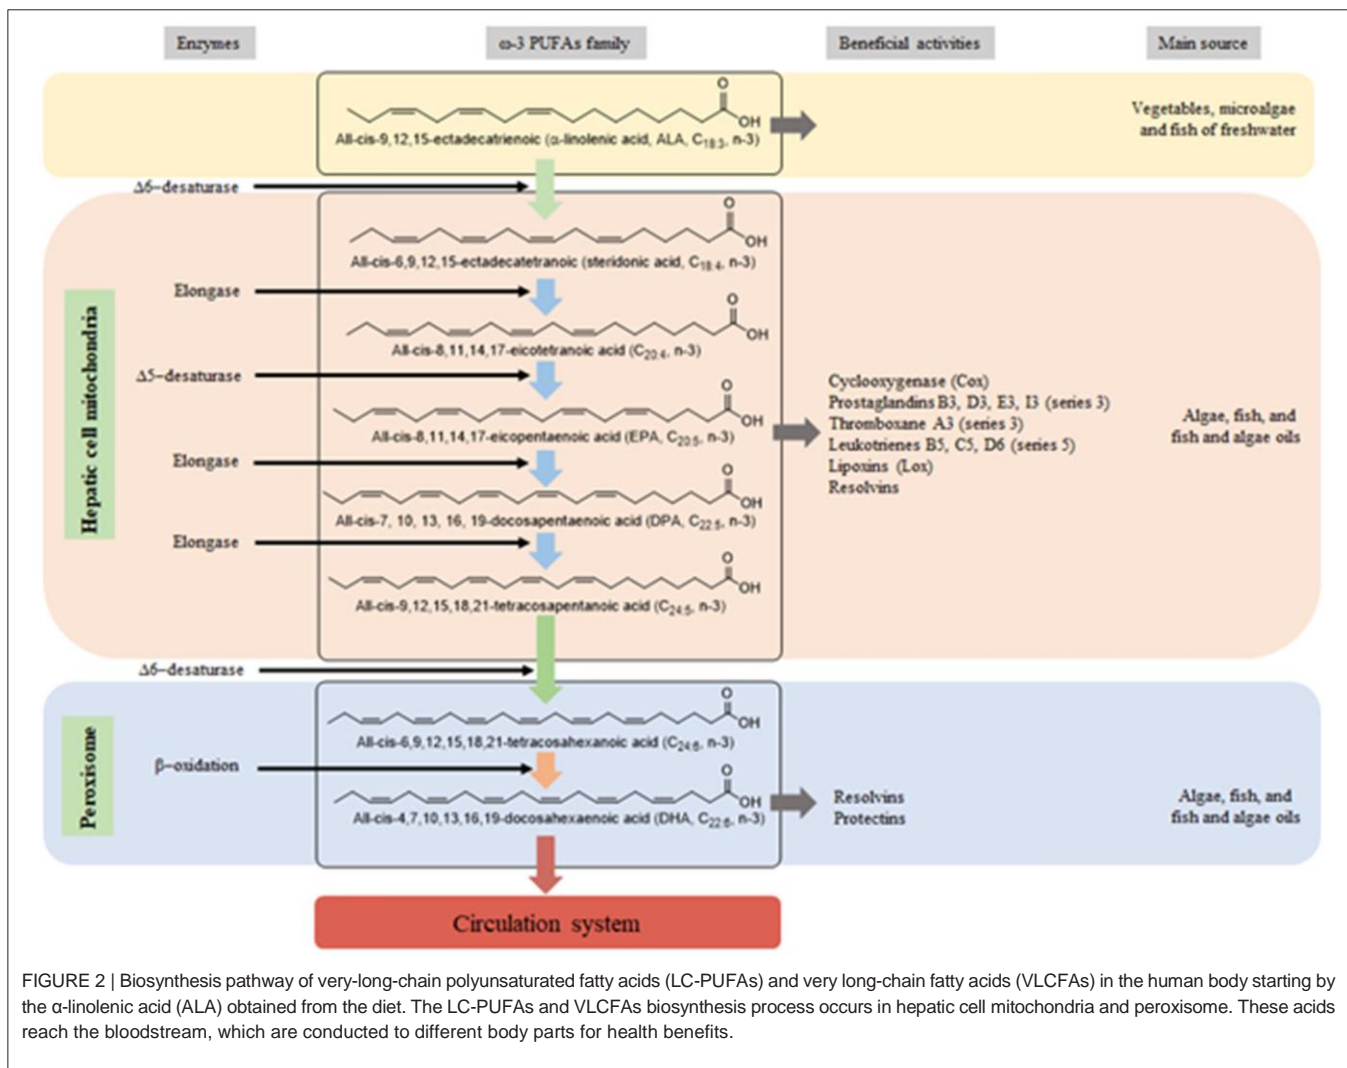 Enzymes
ω-3 PUFAs family
Beneficial activities
Main source
O
OH
All-cis-9,12,15-ectadecatrienoic (α-linolenic acid, ALA, C18:3, n-3)
Vegetables, microalgae
and fish of freshwater
Δ6–desaturase
O
OH
All-cis-6,9,12,15-ectadecatetranoic (steridonic acid, C18:4, n-3)
Hepatic cell mitochondria
Elongase
O
OH
All-cis-8,11,14,17-eicotetranoic acid (C20:4, n-3)
Δ5–desaturase
O
OH
All-cis-8,11,14,17-eicopentaenoic acid (EPA, C20:5, n-3)
Cyclooxygenase (Cox)
Prostaglandins B3, D3, E3, I3 (series 3)
Thromboxane A3 (series 3)
Leukotrienes B5, C5, D6 (series 5)
Lipoxins (Lox)
Resolvins
Algae, fish, and
fish and algae oils
Elongase
O
OH
All-cis-7, 10, 13, 16, 19-docosapentaenoic acid (DPA, C22:5, n-3)
Elongase
O
OH
All-cis-9,12,15,18,21-tetracosapentanoic acid (C24:5, n-3)
Δ6–desaturase
O
OH
All-cis-6,9,12,15,18,21-tetracosahexanoic acid (C24:6, n-3)
Peroxisome
β–oxidation
O
OH
All-cis-4,7,10,13,16,19-docosahexaenoic acid (DHA, C22:6, n-3)
Resolvins
Protectins
Algae, fish, and
fish and algae oils
Circulation system
FIGURE 2 | Biosynthesis pathway of very-long-chain polyunsaturated fatty acids (LC-PUFAs) and very long-chain fatty acids (VLCFAs) in the human body starting by
the α-linolenic acid (ALA) obtained from the diet. The LC-PUFAs and VLCFAs biosynthesis process occurs in hepatic cell mitochondria and peroxisome. These acids
reach the bloodstream, which are conducted to different body parts for health benefits.